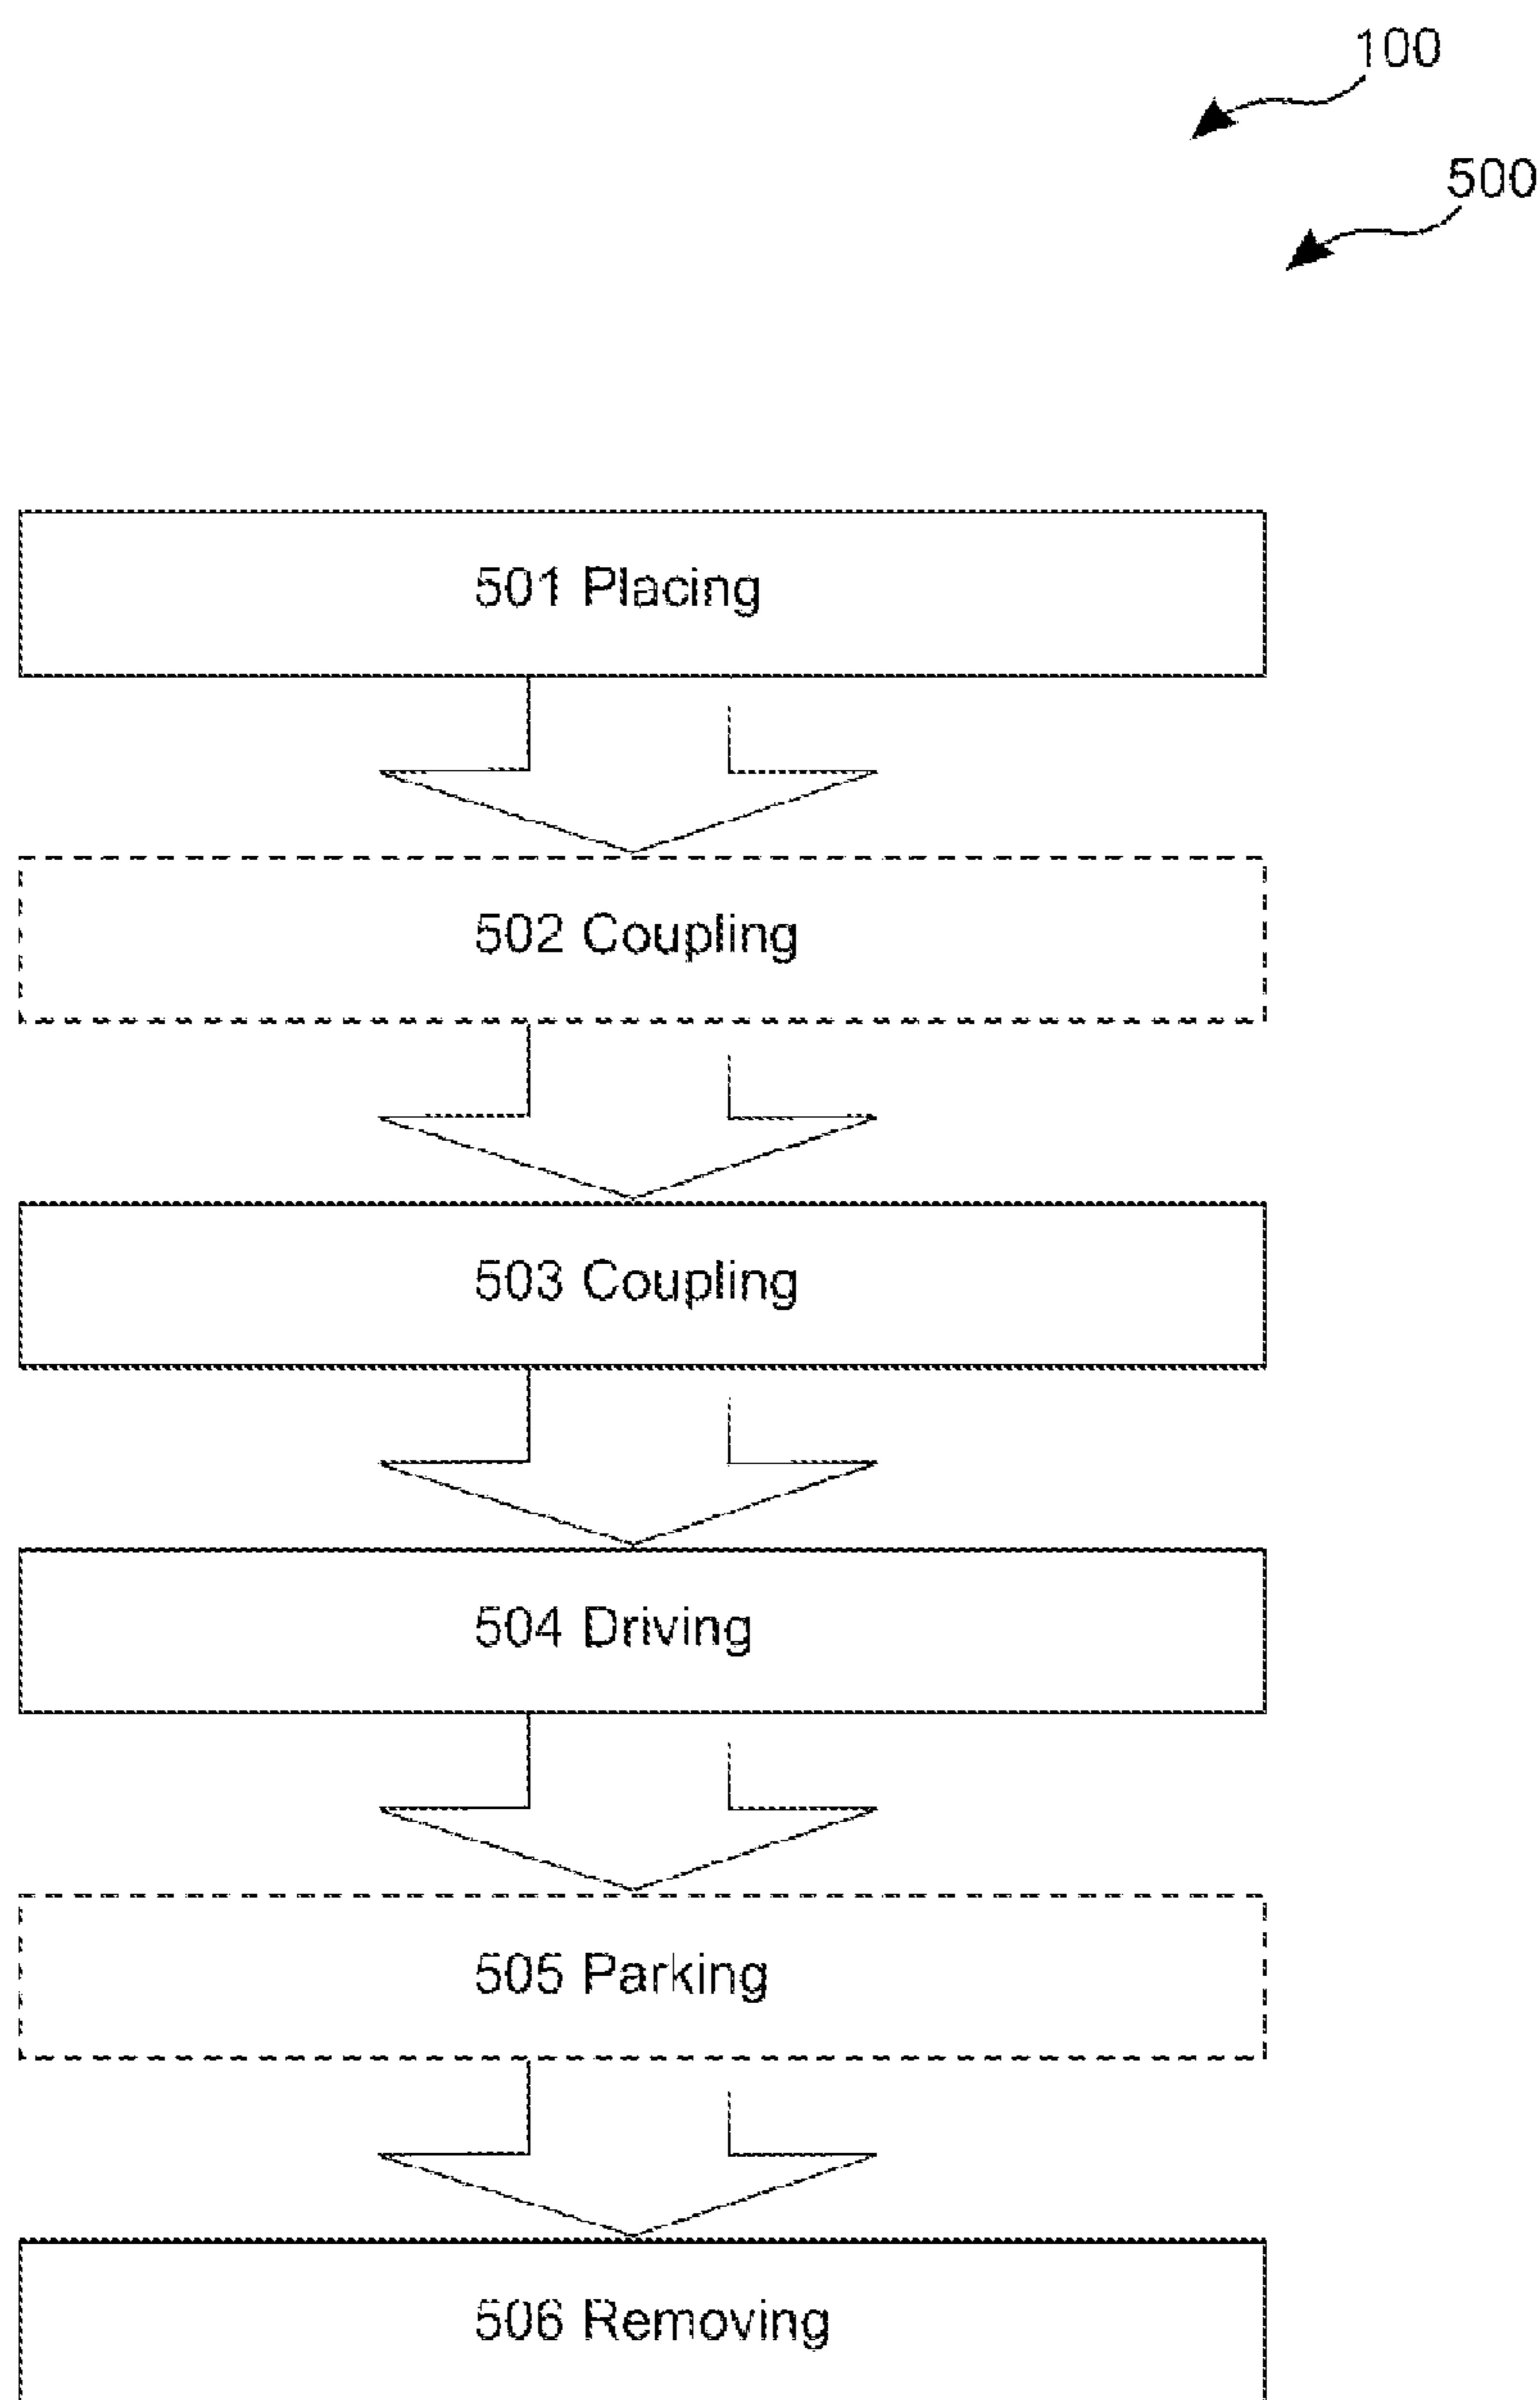 100
500
501 Placing
502 Coupling
503 Coupling
504 Driving
505 Parking
506 Removing